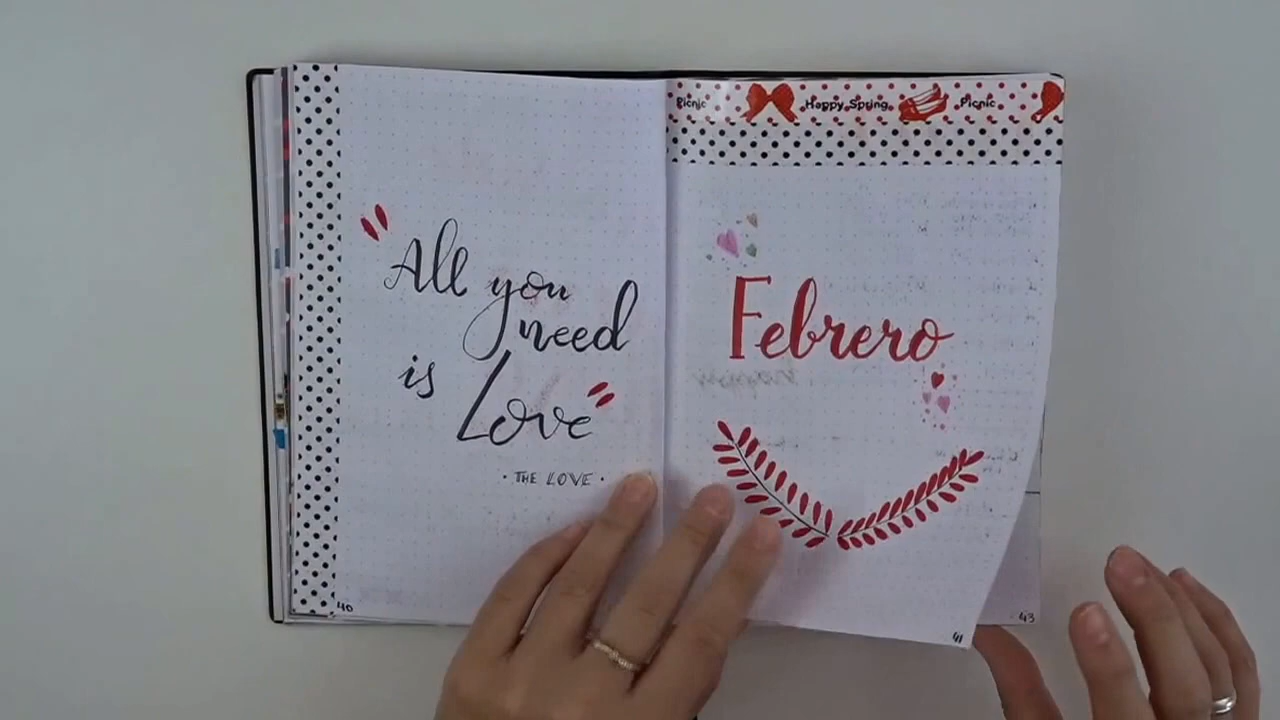 "All you
need
is Love"
· THE LOVE ·
40
Picnic Happy Spring Picnic
Febrero
41
43